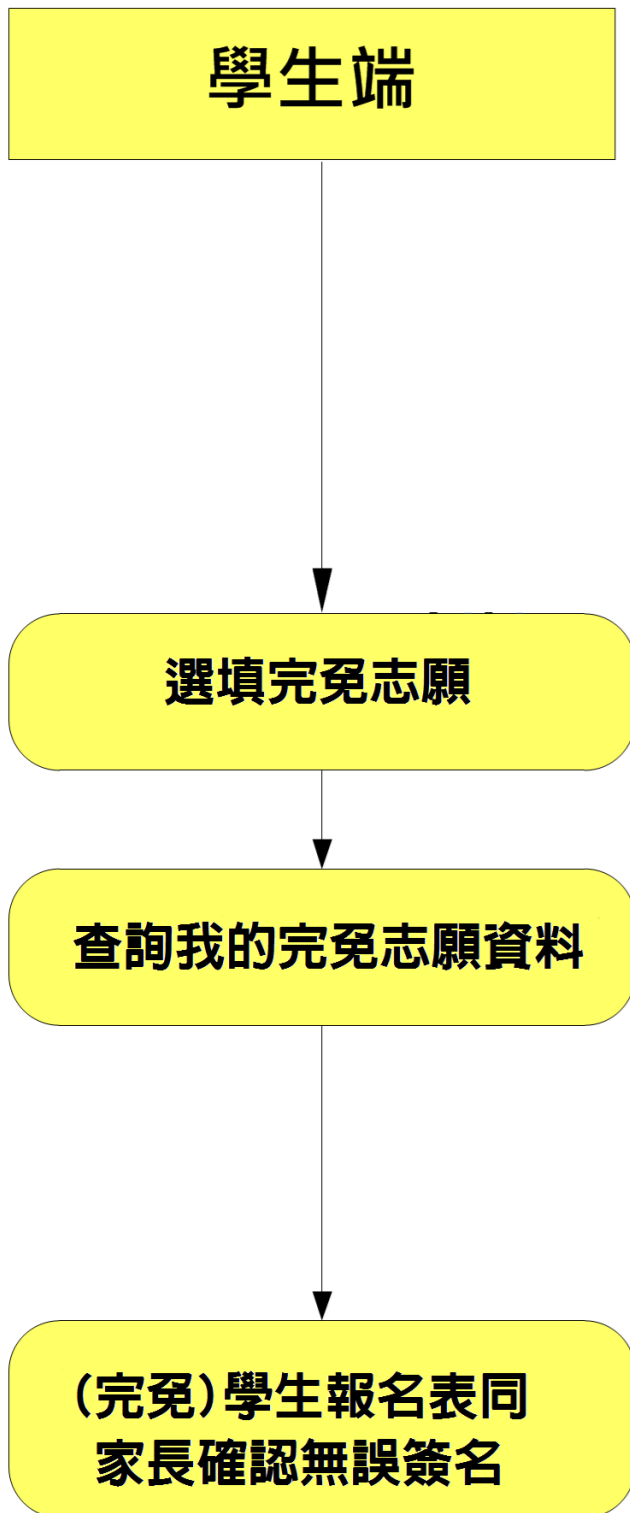 學生端
選填完免志願
查詢我的完免志願資料
(完免)學生報名表同
家長確認無誤簽名